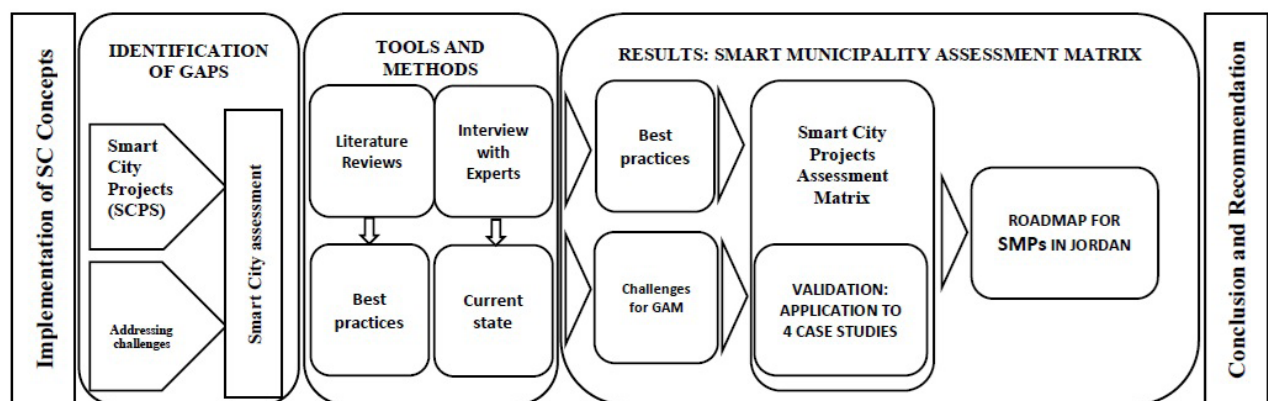 Implementation of SC Concepts
IDENTIFICATION
OF GAPS
Smart
City
Projects
(SCPS)
Addressing
challenges
Smart City assessment
TOOLS AND
METHODS
Literature
Reviews
Interview
with
Experts
Best
practices
Current
state
RESULTS: SMART MUNICIPALITY ASSESSMENT MATRIX
Best
practices
Challenges
for GAM
Smart City
Projects
Assessment
Matrix
VALIDATION:
APPLICATION TO
4 CASE STUDIES
ROADMAP FOR
SMPs IN JORDAN
Conclusion and Recommendation